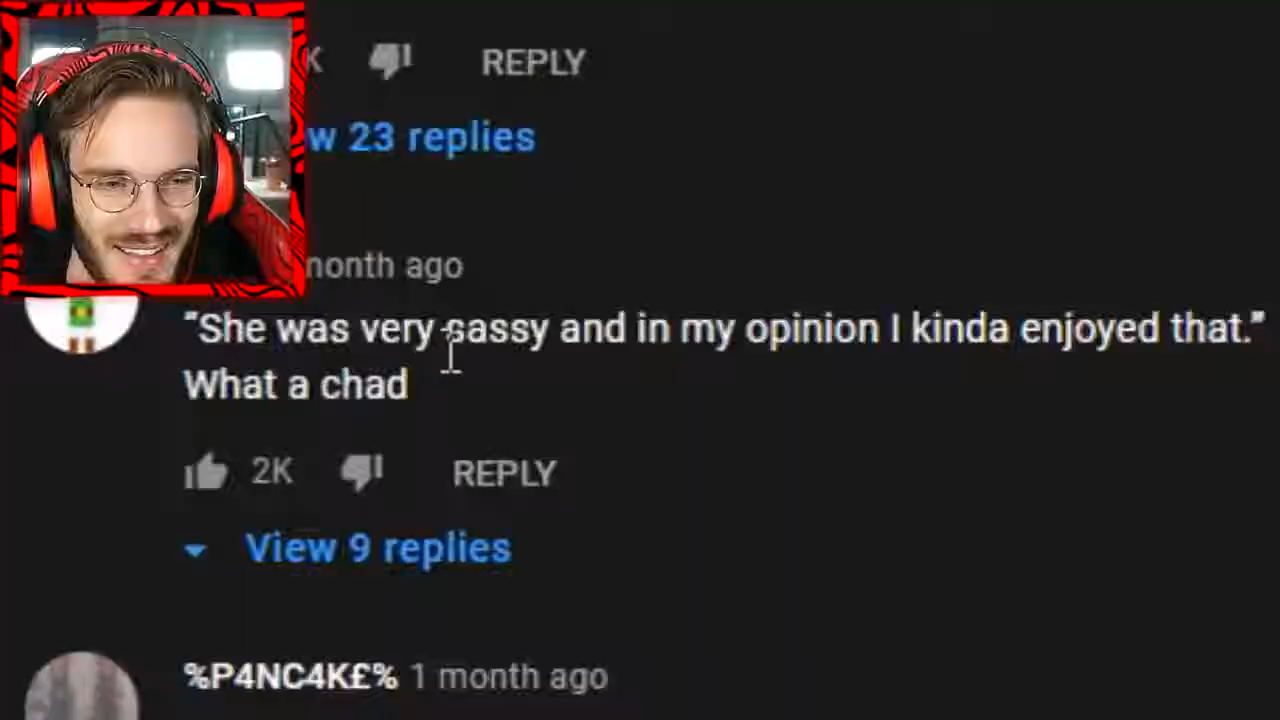 K REPLY
w 23 replies
month ago
"She was very sassy and in my opinion I kinda enjoyed that."
What a chad
2K REPLY
View 9 replies
%P4NC4K£% 1 month ago